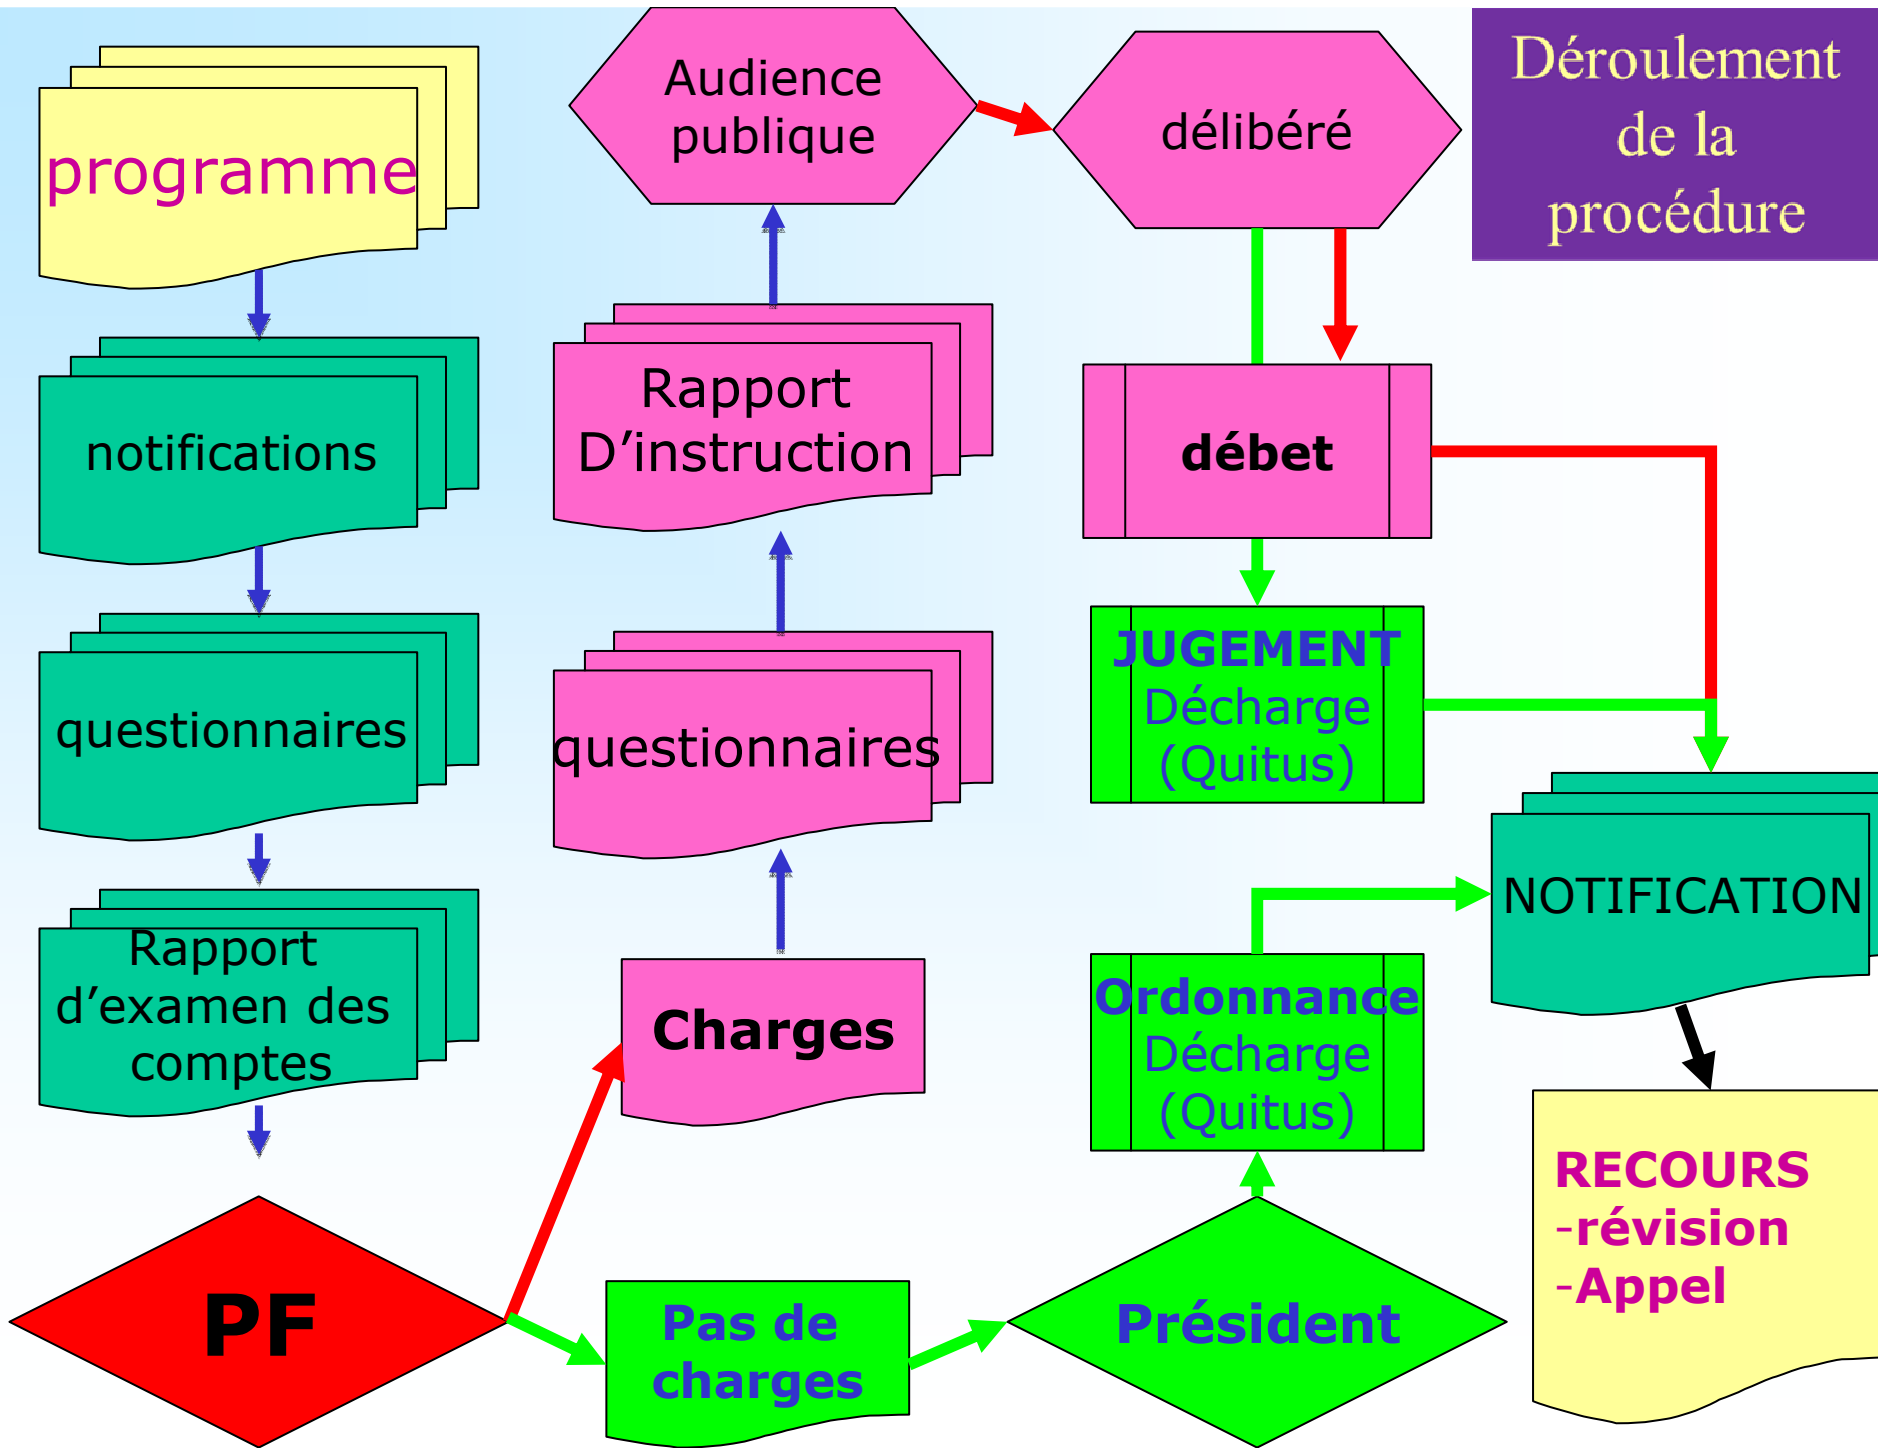 Déroulement
de la
procédure
programme
notifications
questionnaires
Rapport
d’examen des
comptes
PF
Audience
publique
Rapport
D’instruction
questionnaires
Charges
Pas de
charges
délibéré
débet
JUGEMENT
Décharge
(Quitus)
Ordonnance
Décharge
(Quitus)
Président
NOTIFICATION
RECOURS
-révision
-Appel